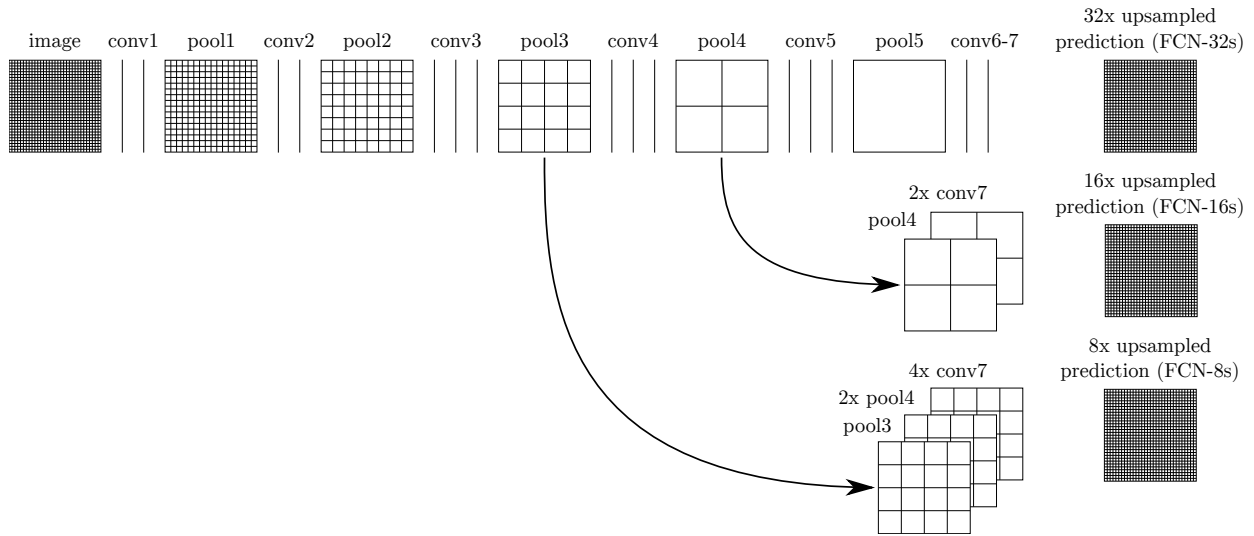 image conv1 pool1 conv2 pool2 conv3 pool3 conv4 pool4 conv5 pool5 conv6-7
32x upsampled
prediction (FCN-32s)
2x conv7
pool4
16x upsampled
prediction (FCN-16s)
4x conv7
2x pool4
pool3
8x upsampled
prediction (FCN-8s)